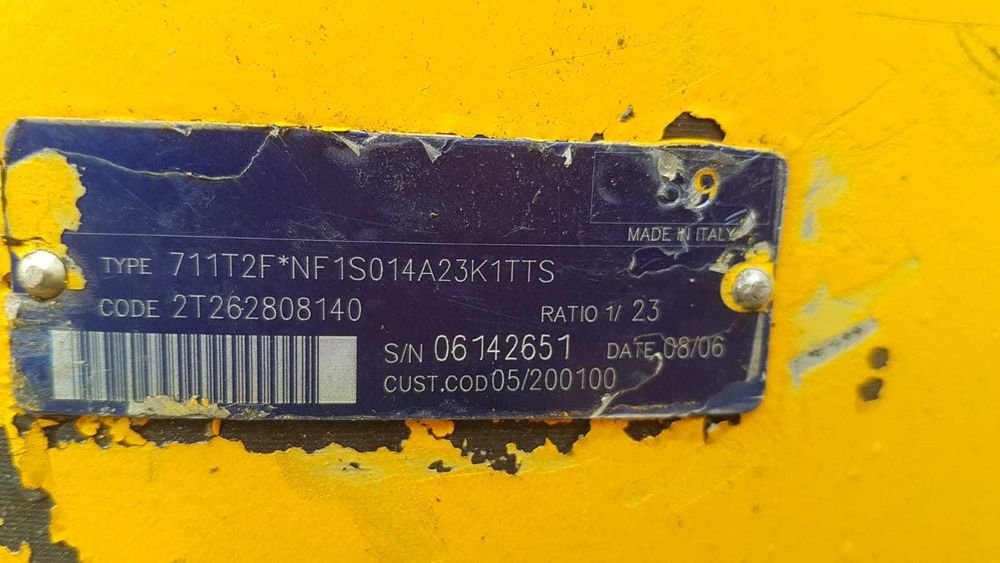 59
MADE IN ITALY
TYPE 711T2F*NF1S014A23K1TTS
CODE 2T262808140 RATIO 1/ 23
S/N 06142651 DATE 08/06
CUST.COD 05/200100